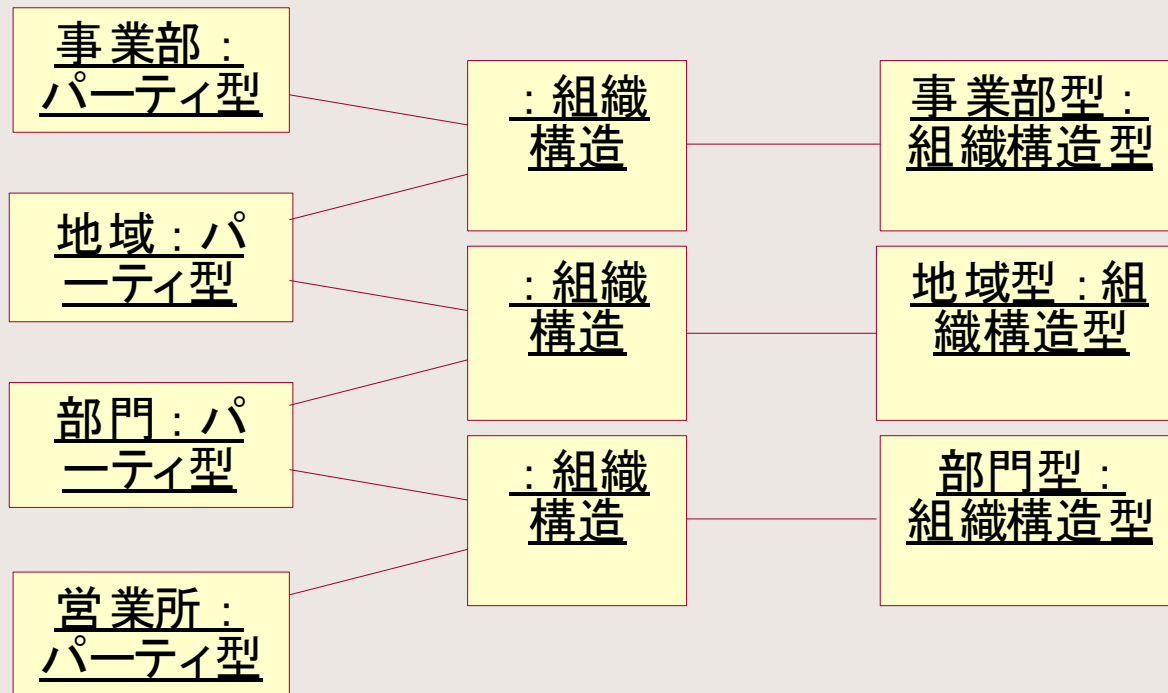 事業部：
パーティ型
地域：パ
ーティ型
部門：パ
ーティ型
営業所：
パーティ型
：組織
構造
：組織
構造
：組織
構造
事業部型：
組織構造型
地域型：組
織構造型
部門型：
組織構造型